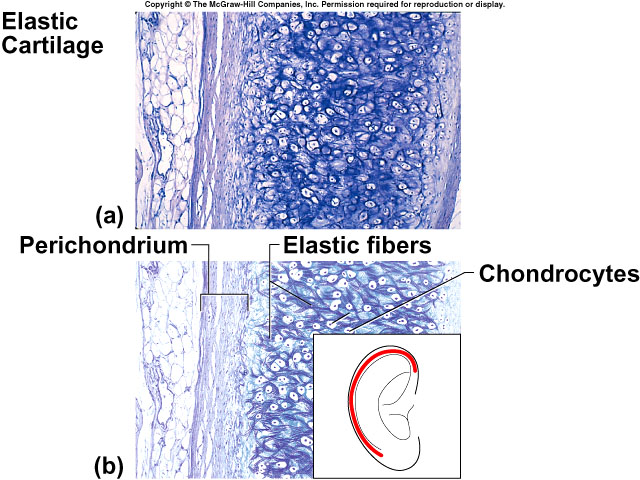 Copyright © The McGraw-Hill Companies, Inc. Permission required for reproduction or display.
Elastic
Cartilage
(a)
Perichondrium
Elastic fibers
Chondrocytes
(b)